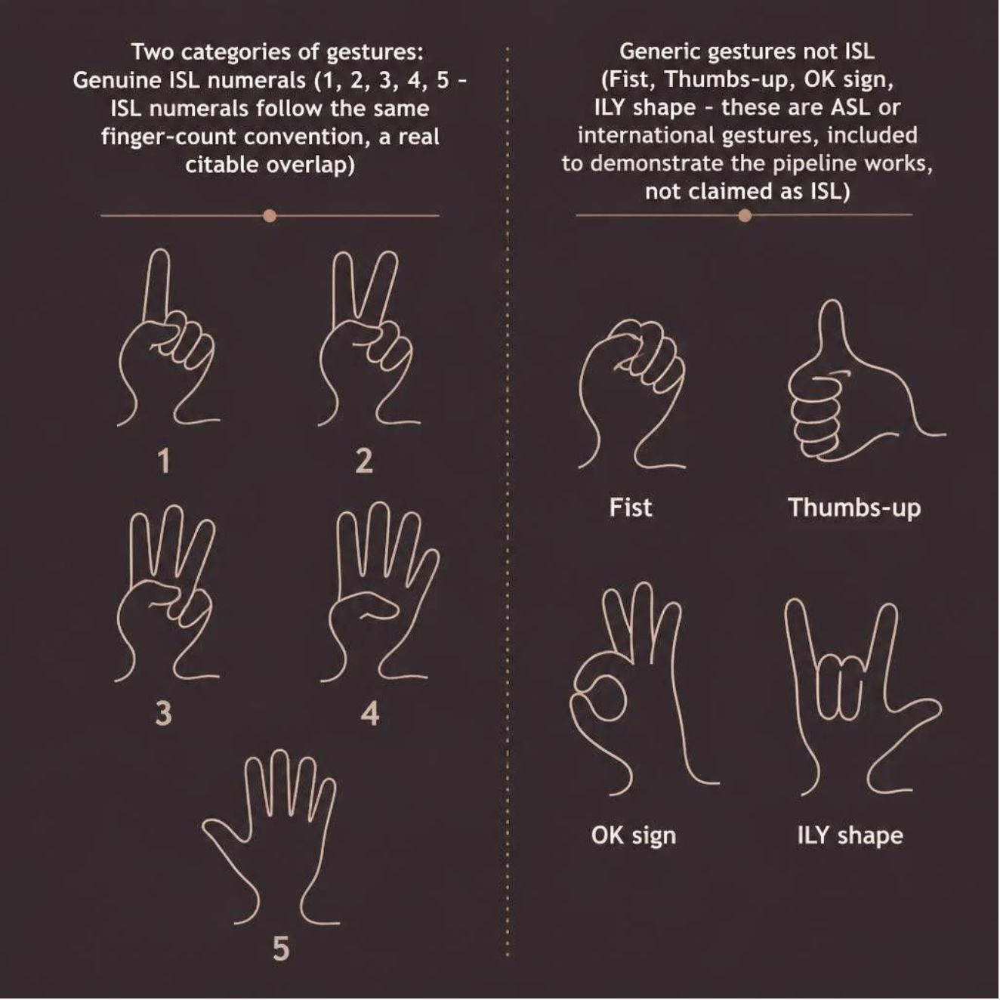 Two categories of gestures:
Genuine ISL numerals (1, 2, 3, 4, 5 –
ISL numerals follow the same
finger-count convention, a real
citable overlap)
1
2
3
4
5
Generic gestures not ISL
(Fist, Thumbs-up, OK sign,
ILY shape – these are ASL or
international gestures, included
to demonstrate the pipeline works,
not claimed as ISL)
Fist
Thumbs-up
OK sign
ILY shape